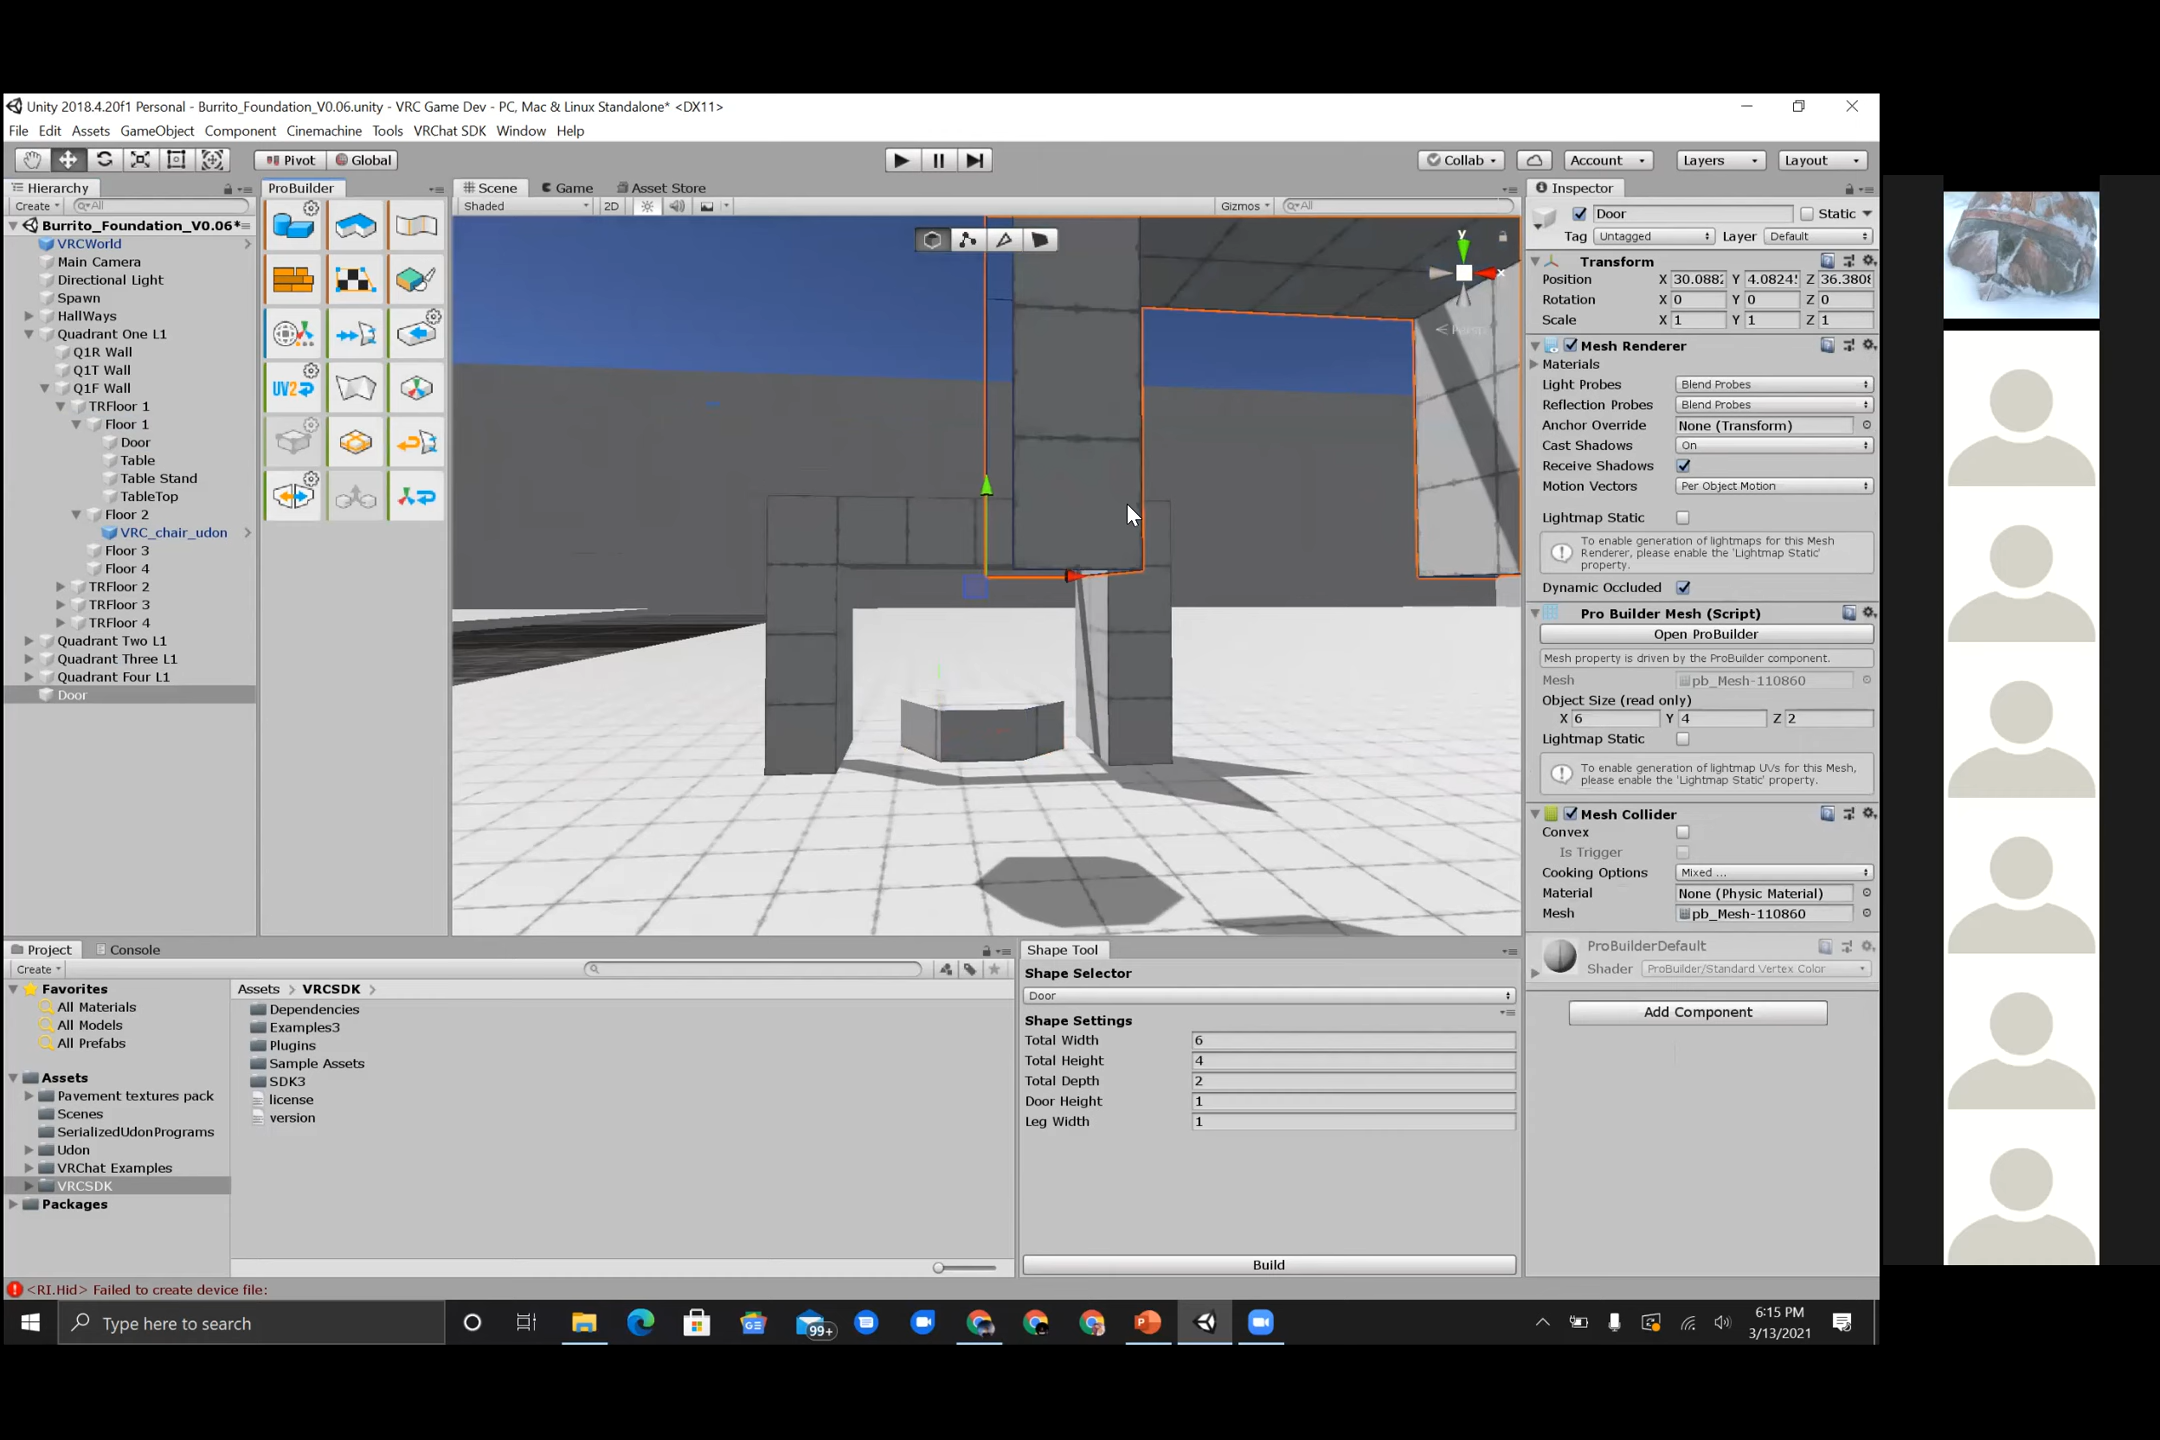 Unity 2018.4.20f1 Personal - Burrito_Foundation_V0.06.unity - VRC Game Dev - PC, Mac & Linux Standalone* <DX11>
File Edit Assets GameObject Component Cinemachine Tools VRChat SDK Window Help
Pivot Global Collab Account Layers Layout
Hierarchy
Create All
Burrito_Foundation_V0.06*
VRCWorld
Main Camera
Directional Light
Spawn
HallWays
Quadrant One L1
Q1R Wall
Q1T Wall
Q1F Wall
TRFloor 1
Floor 1
Door
Table
Table Stand
TableTop
Floor 2
VRC_chair_udon
Floor 3
Floor 4
TRFloor 2
TRFloor 3
TRFloor 4
Quadrant Two L1
Quadrant Three L1
Quadrant Four L1
Door
ProBuilder
UV2
Scene Game Asset Store
Shaded 2D Gizmos All
y
x
Persp
Inspector
Door Static
Tag Untagged Layer Default
Transform
Position X 30.088 Y 4.0824 Z 36.380
Rotation X 0 Y 0 Z 0
Scale X 1 Y 1 Z 1
Mesh Renderer
Materials
Light Probes Blend Probes
Reflection Probes Blend Probes
Anchor Override None (Transform)
Cast Shadows On
Receive Shadows
Motion Vectors Per Object Motion
Lightmap Static
To enable generation of lightmaps for this Mesh
Renderer, please enable the 'Lightmap Static'
property.
Dynamic Occluded
Pro Builder Mesh (Script)
Open ProBuilder
Mesh property is driven by the ProBuilder component.
Mesh pb_Mesh-110860
Object Size (read only)
X 6 Y 4 Z 2
Lightmap Static
To enable generation of lightmap UVs for this Mesh,
please enable the 'Lightmap Static' property.
Mesh Collider
Convex
Is Trigger
Cooking Options Mixed ...
Material None (Physic Material)
Mesh pb_Mesh-110860
ProBuilderDefault
Shader ProBuilder/Standard Vertex Color
Add Component
Project Console
Create
Favorites
All Materials
All Models
All Prefabs
Assets
Pavement textures pack
Scenes
SerializedUdonPrograms
Udon
VRChat Examples
VRCSDK
Packages
Assets > VRCSDK >
Dependencies
Examples3
Plugins
Sample Assets
SDK3
license
version
Shape Tool
Shape Selector
Door
Shape Settings
Total Width 6
Total Height 4
Total Depth 2
Door Height 1
Leg Width 1
Build
<RI.Hid> Failed to create device file:
Type here to search
99+
6:15 PM
3/13/2021